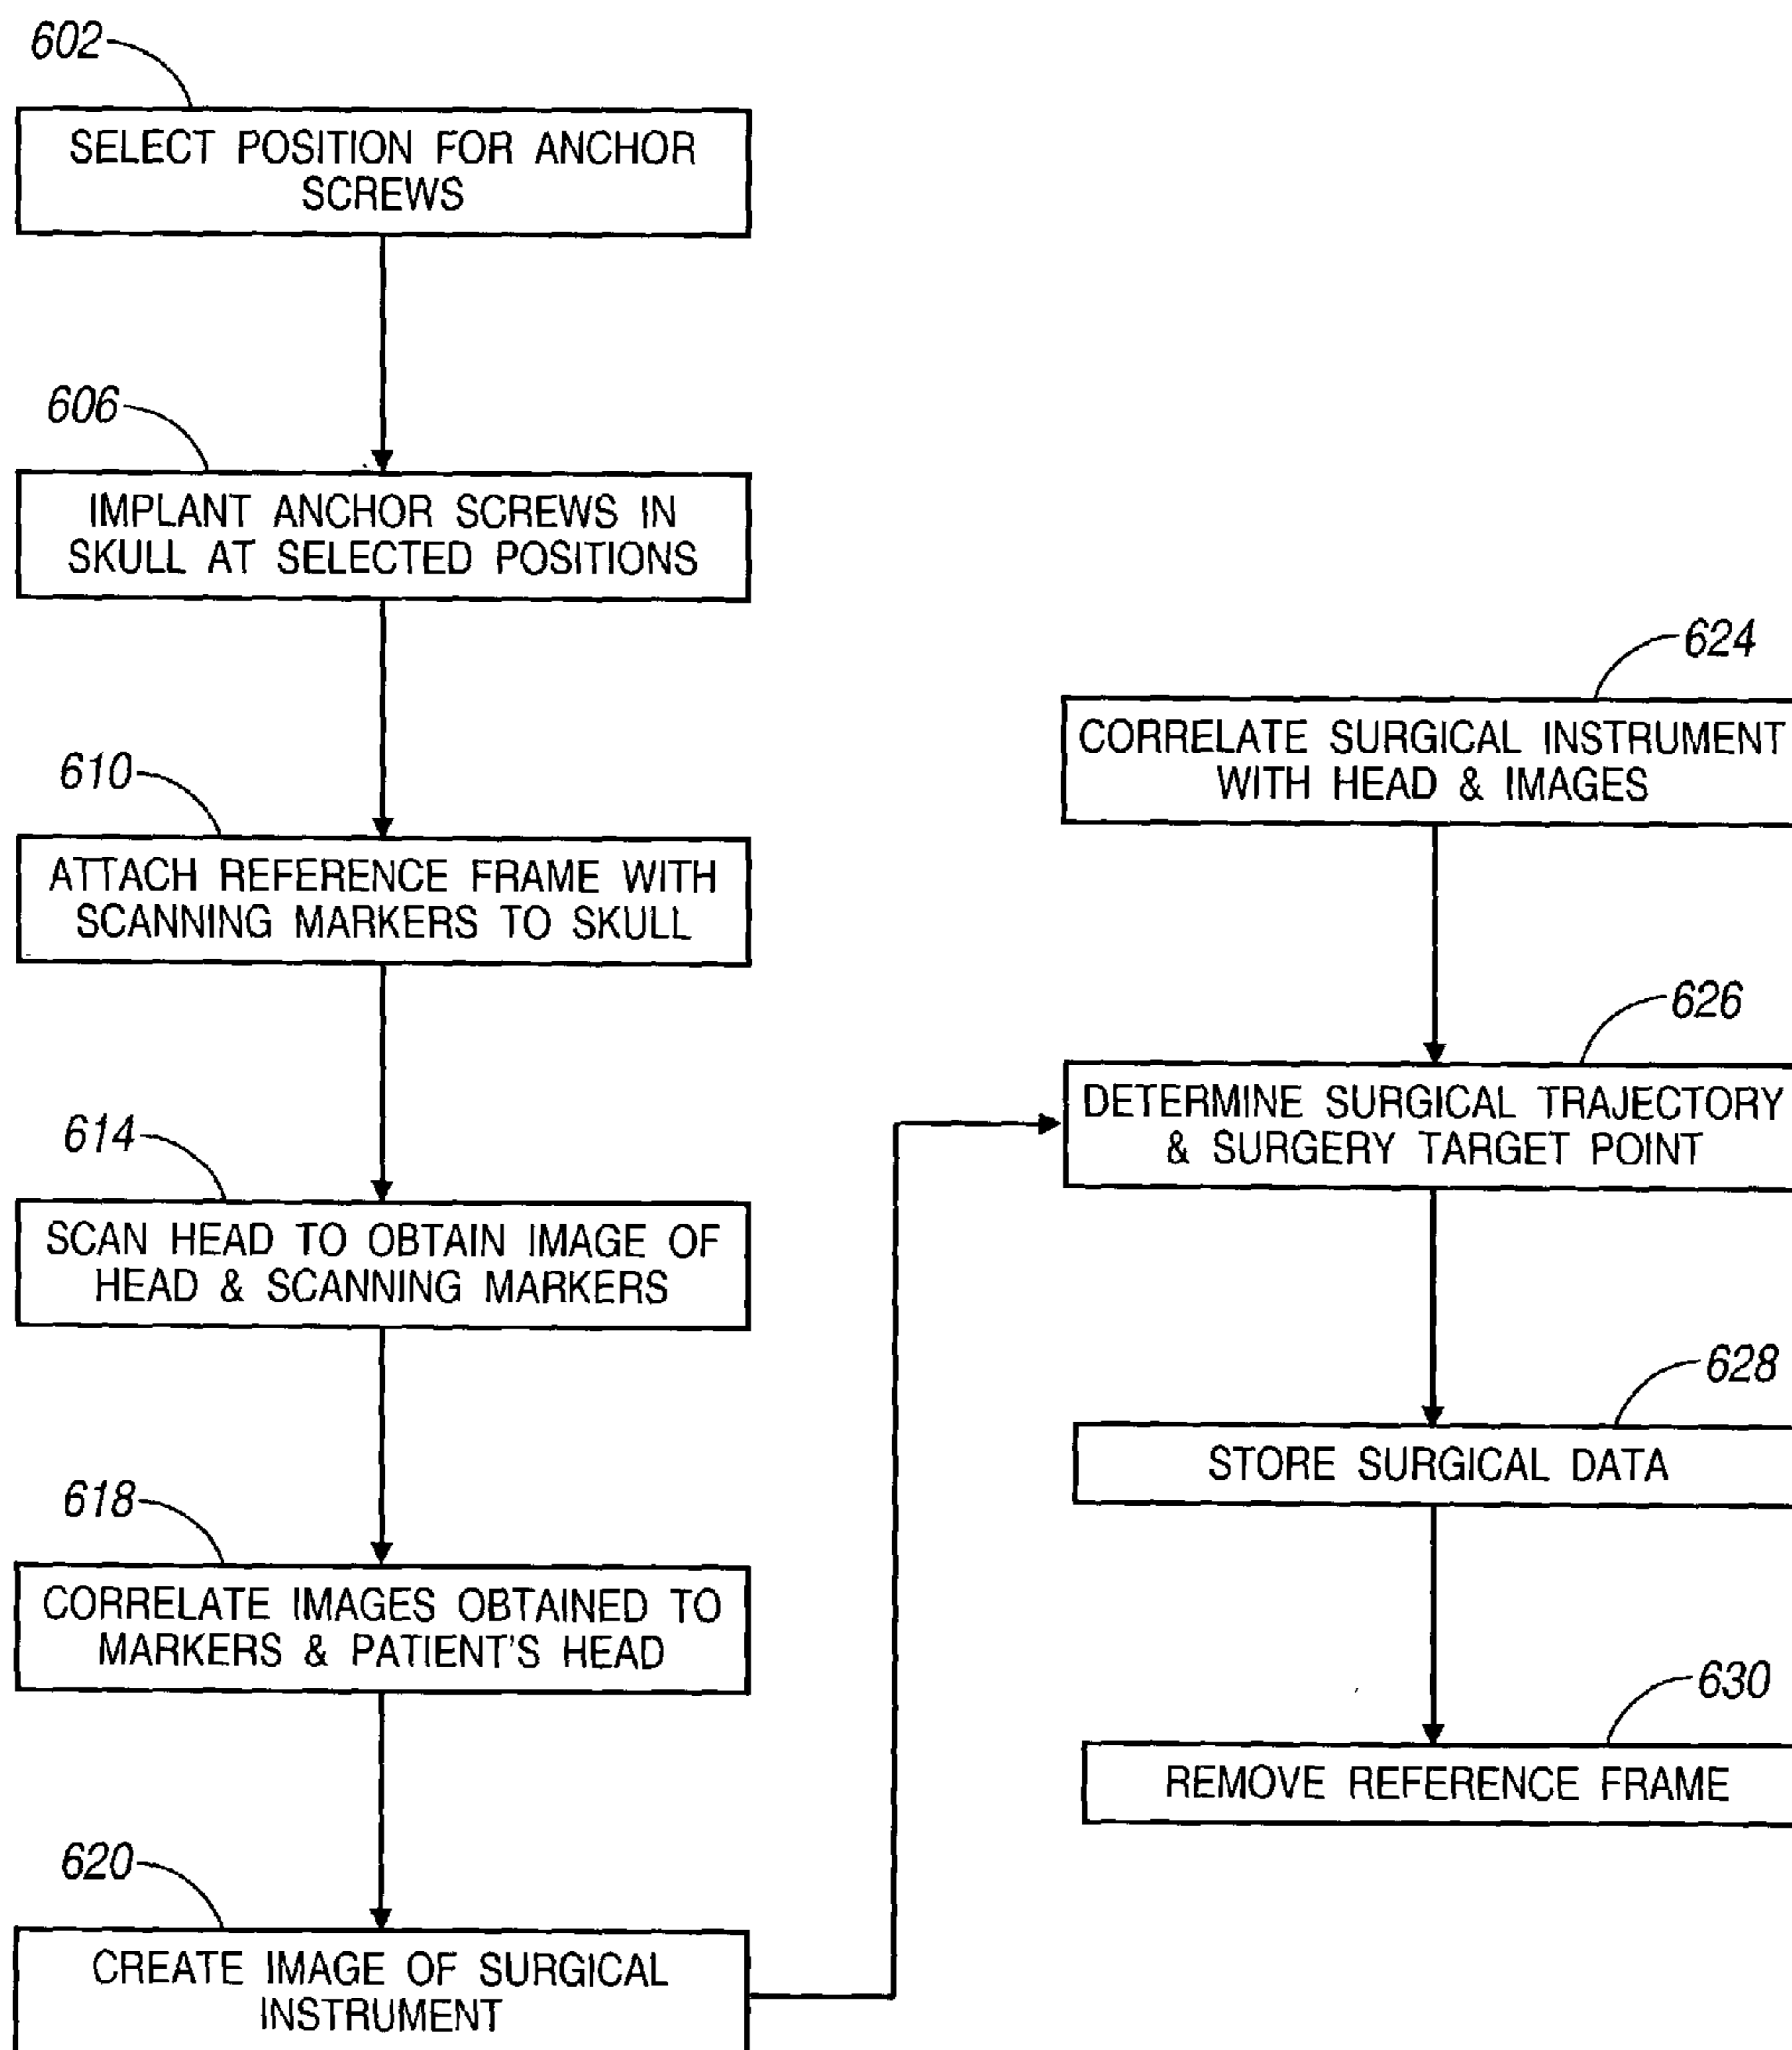 602
SELECT POSITION FOR ANCHOR
SCREWS
606
IMPLANT ANCHOR SCREWS IN
SKULL AT SELECTED POSITIONS
610
ATTACH REFERENCE FRAME WITH
SCANNING MARKERS TO SKULL
614
SCAN HEAD TO OBTAIN IMAGE OF
HEAD & SCANNING MARKERS
618
CORRELATE IMAGES OBTAINED TO
MARKERS & PATIENT'S HEAD
620
CREATE IMAGE OF SURGICAL
INSTRUMENT
624
CORRELATE SURGICAL INSTRUMENT
WITH HEAD & IMAGES
626
DETERMINE SURGICAL TRAJECTORY
& SURGERY TARGET POINT
628
STORE SURGICAL DATA
630
REMOVE REFERENCE FRAME